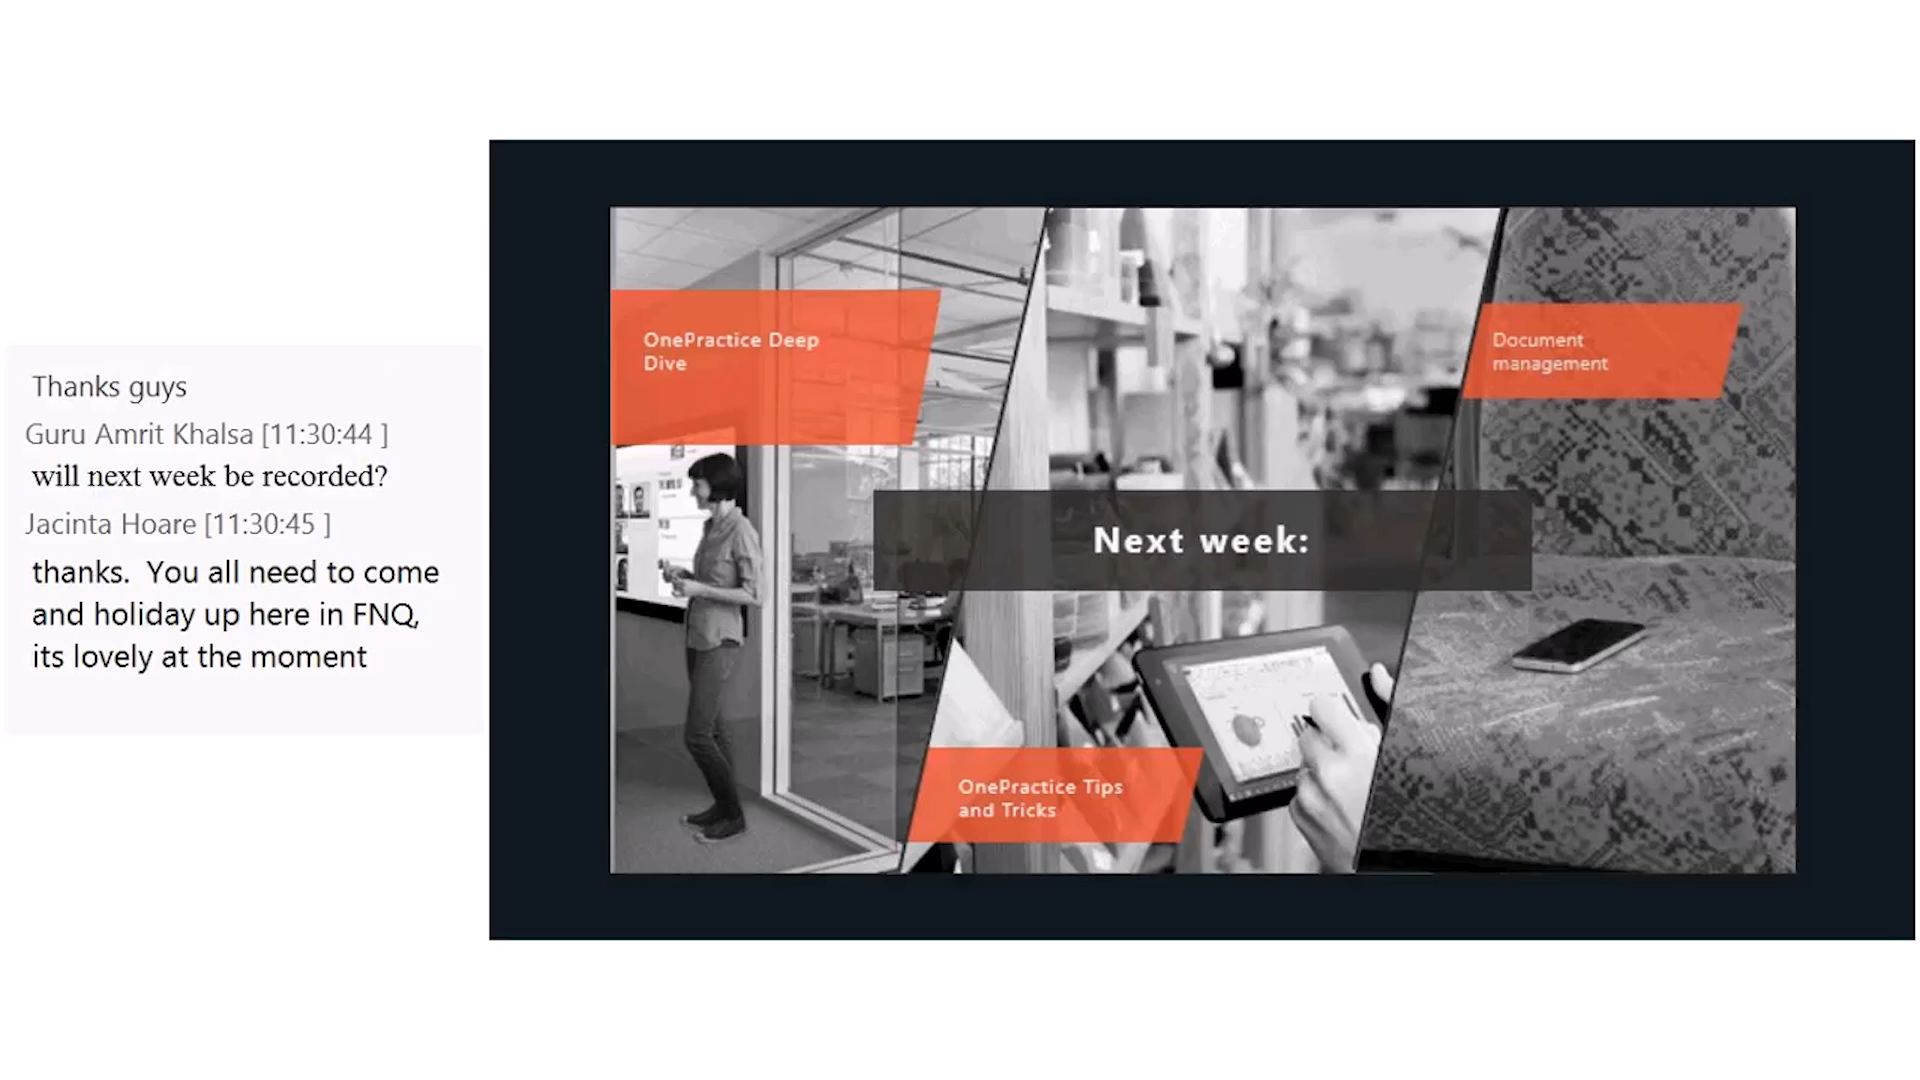 Thanks guys
Guru Amrit Khalsa [11:30:44 ]
will next week be recorded?
Jacinta Hoare [11:30:45 ]
thanks.  You all need to come
and holiday up here in FNQ,
its lovely at the moment
OnePractice Deep
Dive
Document
management
Next week:
OnePractice Tips
and Tricks